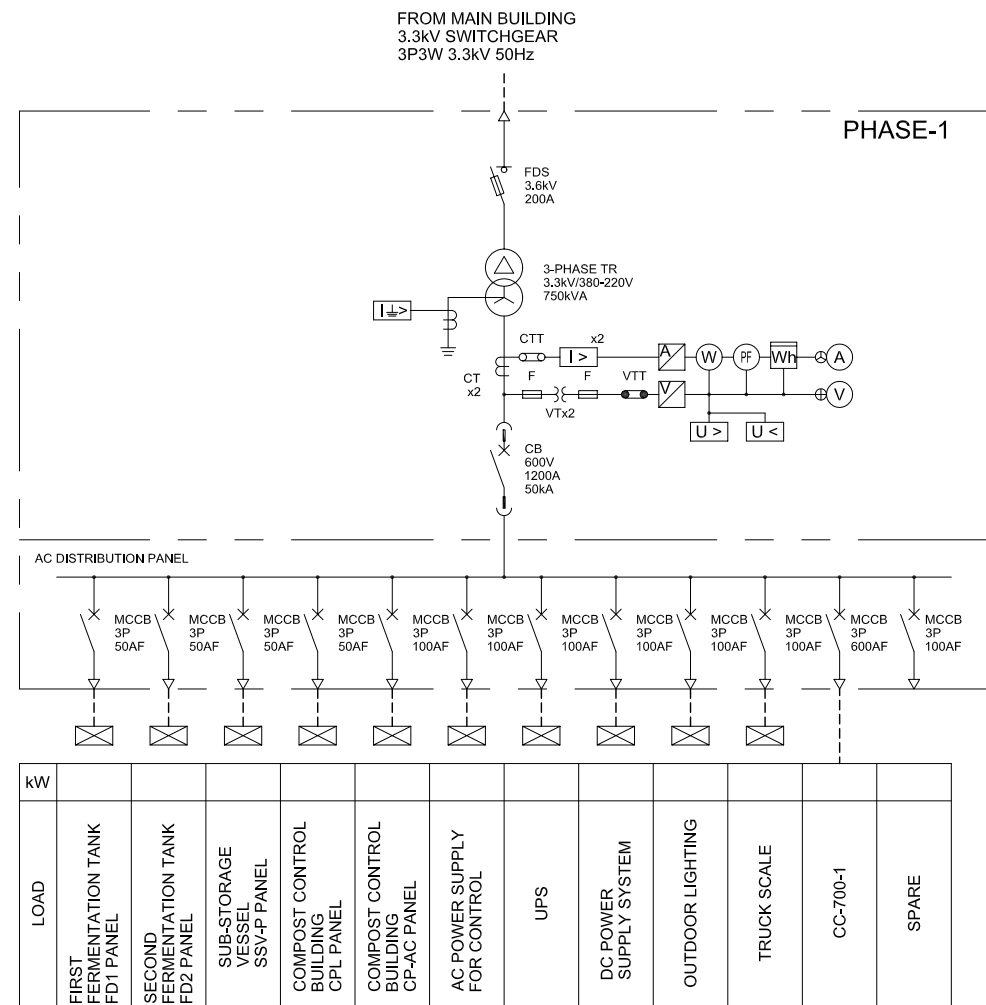 FROM MAIN BUILDING
3.3kV SWITCHGEAR
3P3W 3.3kV 50Hz
PHASE-1
FDS
3.6kV
200A
3-PHASE TR
3.3kV/380-220V
750kVA
I >
CTT
x2
I >
A
W
PF
Wh
A
CT
x2
F
F
VTT
VTx2
V
V
U >
U <
CB
600V
1200A
50kA
AC DISTRIBUTION PANEL
MCCB
3P
50AF
MCCB
3P
50AF
MCCB
3P
50AF
MCCB
3P
50AF
MCCB
3P
100AF
MCCB
3P
100AF
MCCB
3P
100AF
MCCB
3P
100AF
MCCB
3P
100AF
MCCB
3P
100AF
MCCB
3P
600AF
MCCB
3P
100AF
kW
LOAD
FIRST
FERMENTATION TANK
FD1 PANEL
SECOND
FERMENTATION TANK
FD2 PANEL
SUB-STORAGE
VESSEL
SSV-P PANEL
COMPOST CONTROL
BUILDING
CPL PANEL
COMPOST CONTROL
BUILDING
CP-AC PANEL
AC POWER SUPPLY
FOR CONTROL
UPS
DC POWER
SUPPLY SYSTEM
OUTDOOR LIGHTING
TRUCK SCALE
CC-700-1
SPARE